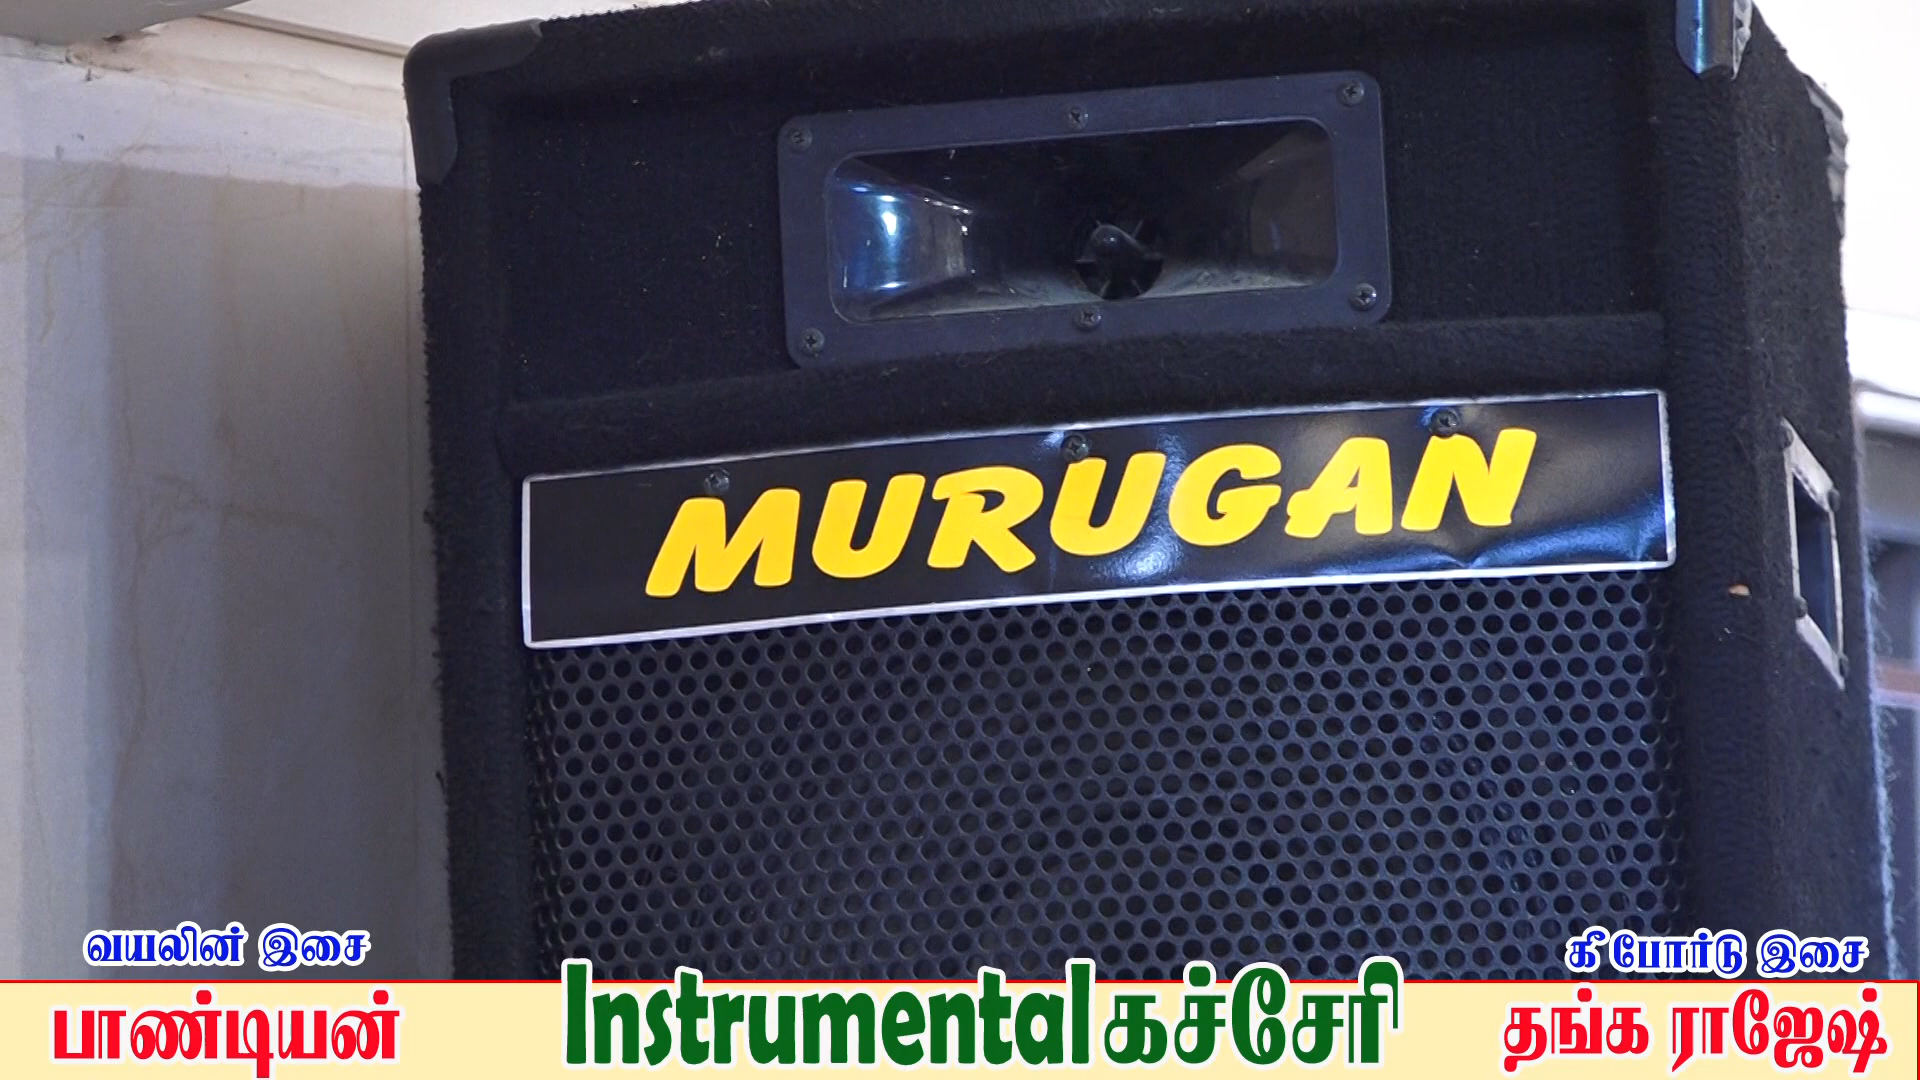 MURUGAN
வயலின் இசை
பாண்டியன்
Instrumental கச்சேரி
கீ போர்டு இசை
தங்க ராஜேஷ்